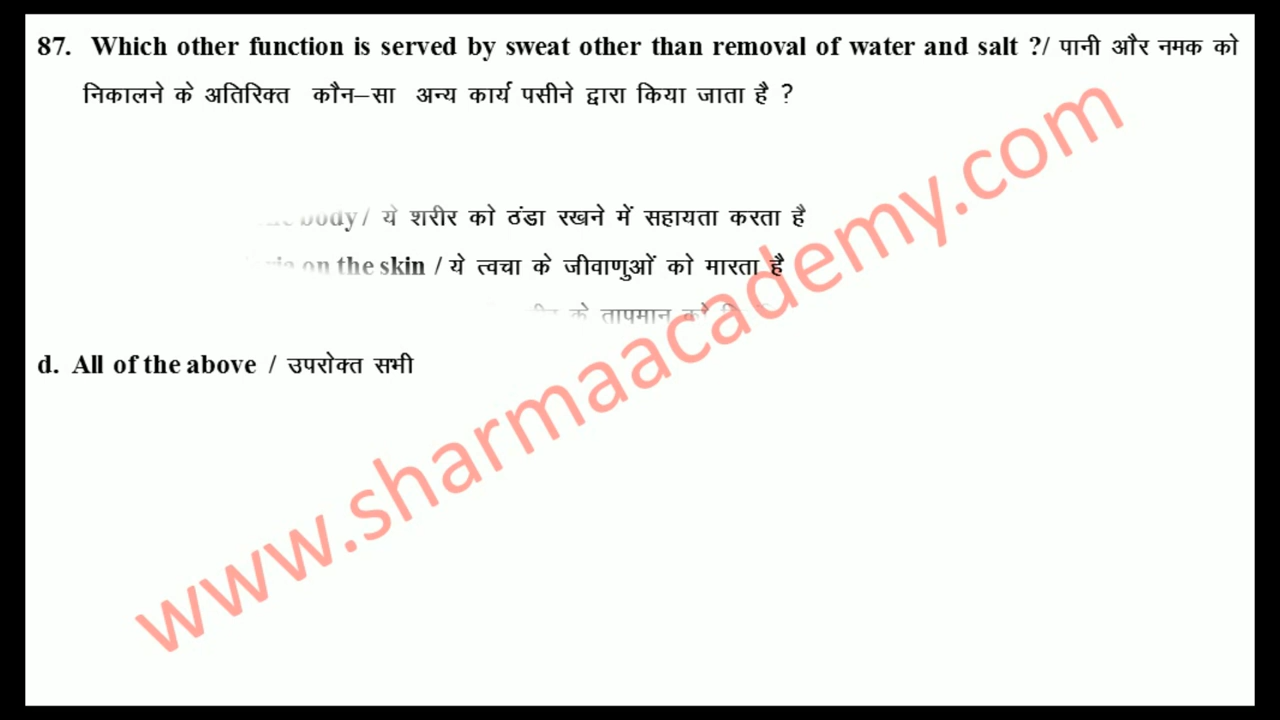 87. Which other function is served by sweat other than removal of water and salt ?/ पानी और नमक को
निकालने के अतिरिक्त कौन–सा अन्य कार्य पसीने द्वारा किया जाता है ?
body / ये शरीर को ठंडा रखने में सहायता करता है
on the skin / ये त्वचा के जीवाणुओं को मारता है
के तापमान को
d. All of the above / उपरोक्त सभी
www.sharmaacademy.com